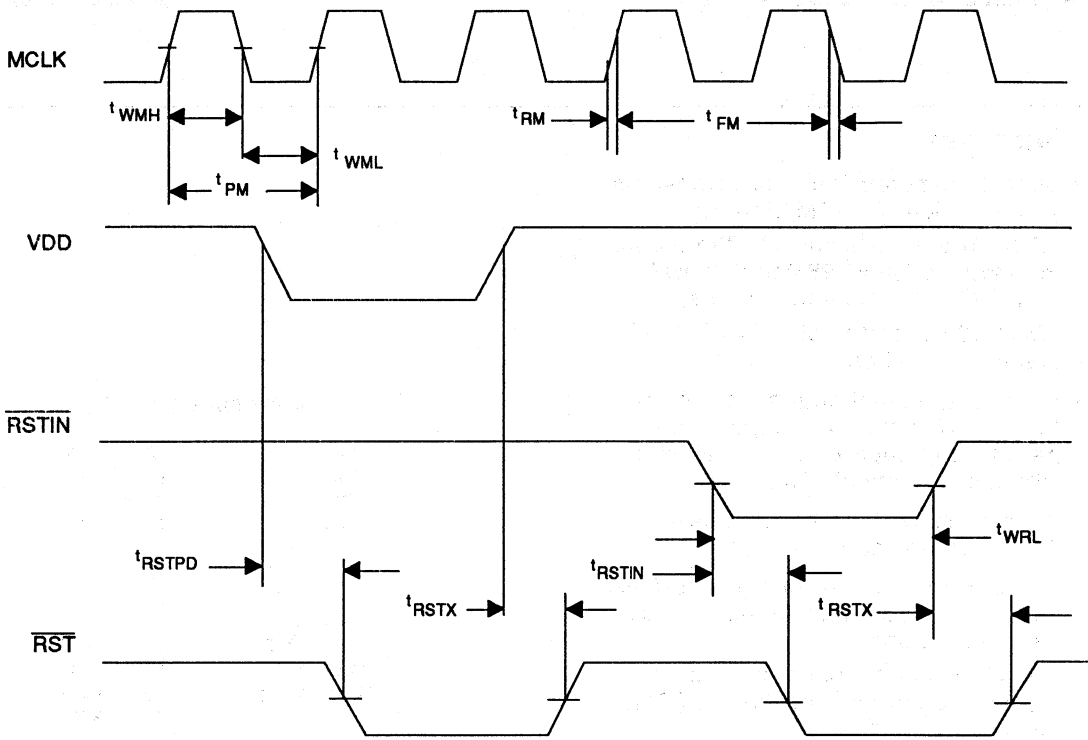 MCLK
tWMH
tRM
tFM
tWML
tPM
VDD
RSTIN
tWRL
tRSTPD
tRSTIN
tRSTX
tRSTX
RST